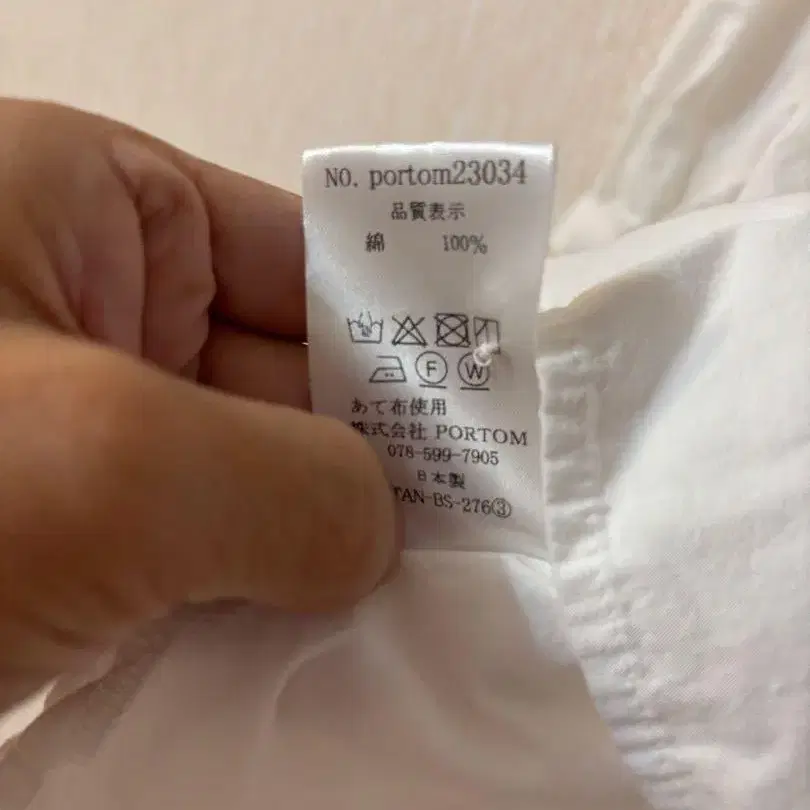 NO. portom23034
品質表示
綿 100%
F W
あて布使用
株式会社 PORTOM
078-599-7905
日本製
TAN-BS-276③